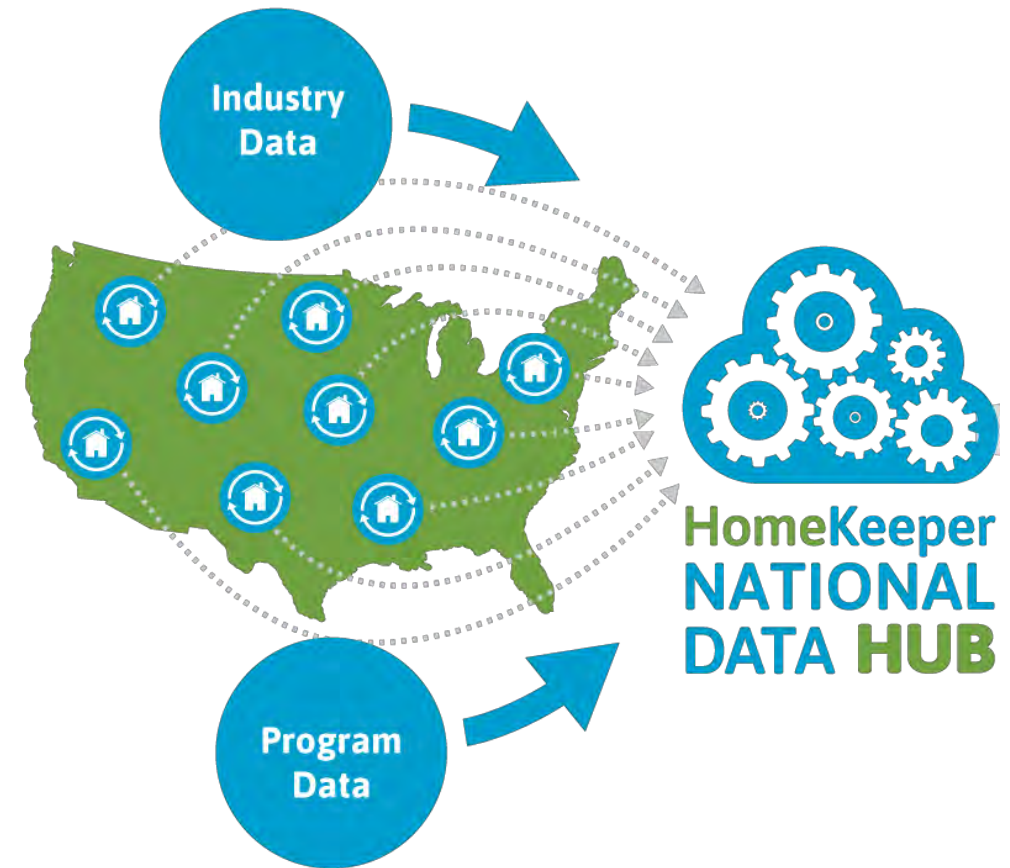 Industry
Data
HomeKeeper
NATIONAL
DATA HUB
Program
Data